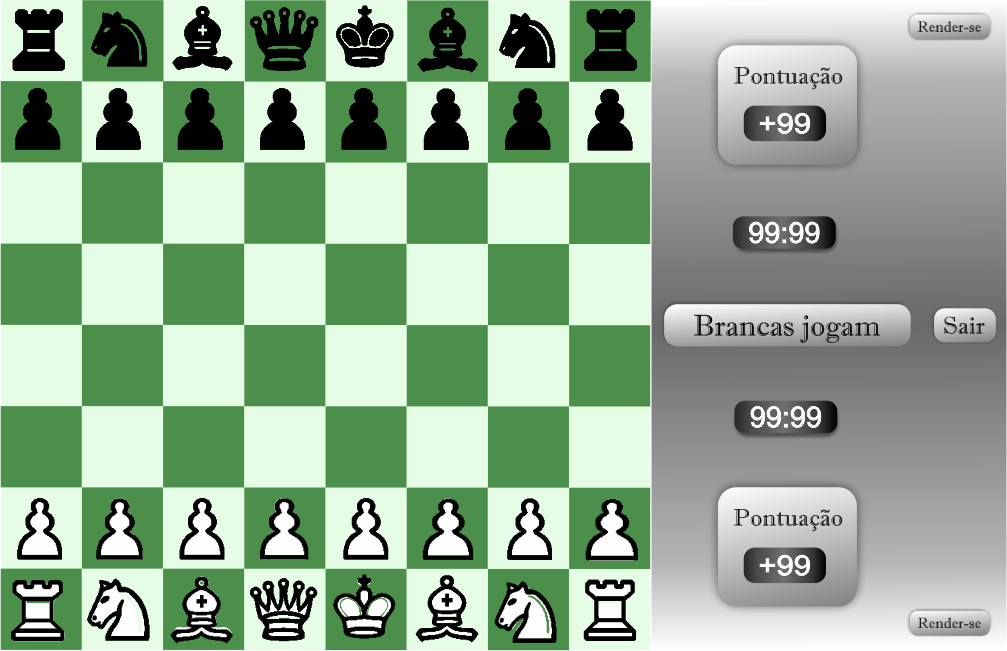 Render-se
Pontuação
+99
99:99
Brancas jogam
Sair
99:99
Pontuação
+99
Render-se